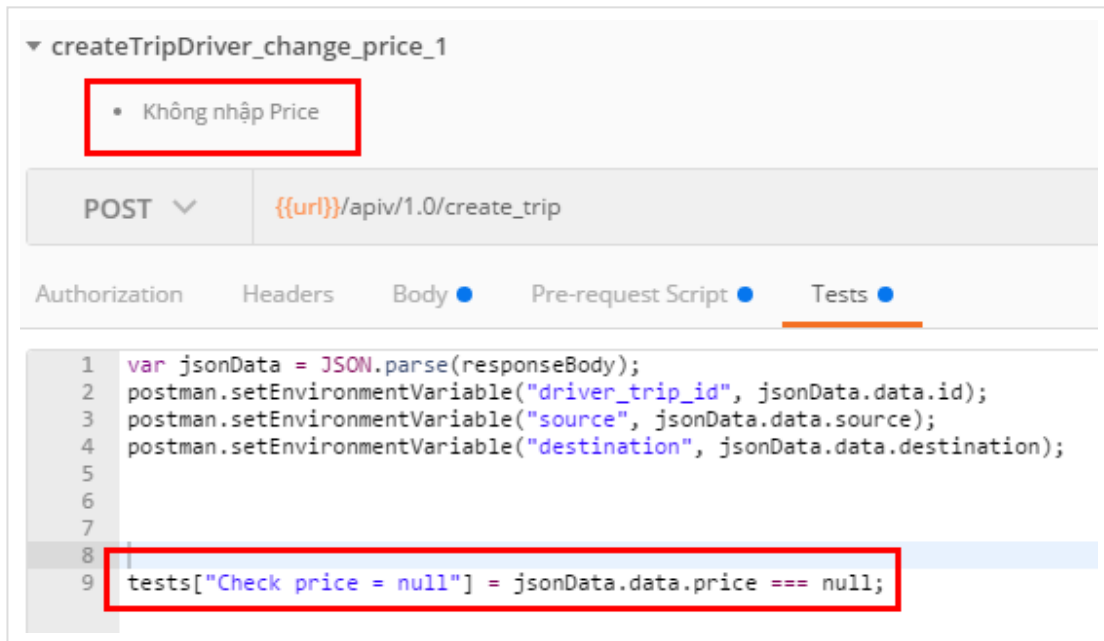 createTripDriver_change_price_1
• Không nhập Price
POST {{url}}/apiv/1.0/create_trip
Authorization Headers Body Pre-request Script Tests
1 var jsonData = JSON.parse(responseBody);
2 postman.setEnvironmentVariable("driver_trip_id", jsonData.data.id);
3 postman.setEnvironmentVariable("source", jsonData.data.source);
4 postman.setEnvironmentVariable("destination", jsonData.data.destination);
5
6
7
8
9 tests["Check price = null"] = jsonData.data.price === null;